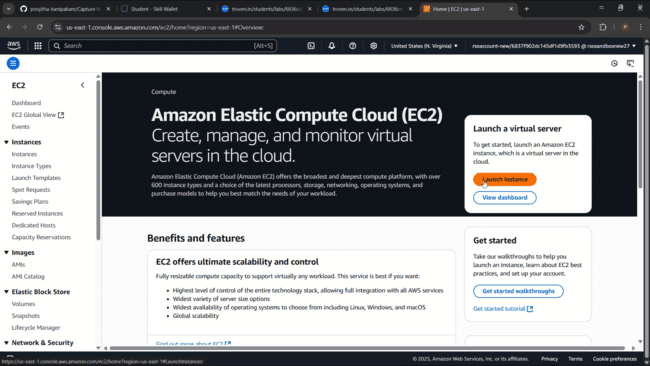 poojitha-kanipakam/Capture-t
Student - Skill Wallet
troven.in/students/labs/6836c
troven.in/students/labs/6836c
Home | EC2 | us-east-1
us-east-1.console.aws.amazon.com/ec2/home?region=us-east-1#Overview:
aws
Search
[Alt+S]
United States (N. Virginia)
EC2
Dashboard
EC2 Global View
Events
Instances
Instances
Instance Types
Launch Templates
Spot Requests
Savings Plans
Reserved Instances
Dedicated Hosts
Capacity Reservations
Images
AMIs
AMI Catalog
Elastic Block Store
Volumes
Snapshots
Lifecycle Manager
Network & Security
Compute
Amazon Elastic Compute Cloud (EC2)
Create, manage, and monitor virtual
servers in the cloud.
Amazon Elastic Compute Cloud (Amazon EC2) offers the broadest and deepest compute platform, with over
600 instance types and a choice of the latest processors, storage, networking, operating systems, and
purchase models to help you best match the needs of your workload.
Launch a virtual server
To get started, launch an Amazon EC2
instance, which is a virtual server in the
cloud.
Launch instance
View dashboard
Benefits and features
EC2 offers ultimate scalability and control
Fully resizable compute capacity to support virtually any workload. This service is best if you want:
• Highest level of control of the entire technology stack, allowing full integration with all AWS services
• Widest variety of server size options
• Widest availability of operating systems to choose from including Linux, Windows, and macOS
• Global scalability
Find out more about EC2
Get started
Take our walkthroughs to help you
launch an instance, learn about EC2 best
practices, and set up your account.
Get started walkthroughs
Get started tutorial
https://us-east-1.console.aws.amazon.com/ec2/home?region=us-east-1#LaunchInstances:
© 2025, Amazon Web Services, Inc. or its affiliates.
Privacy
Terms
Cookie preferences